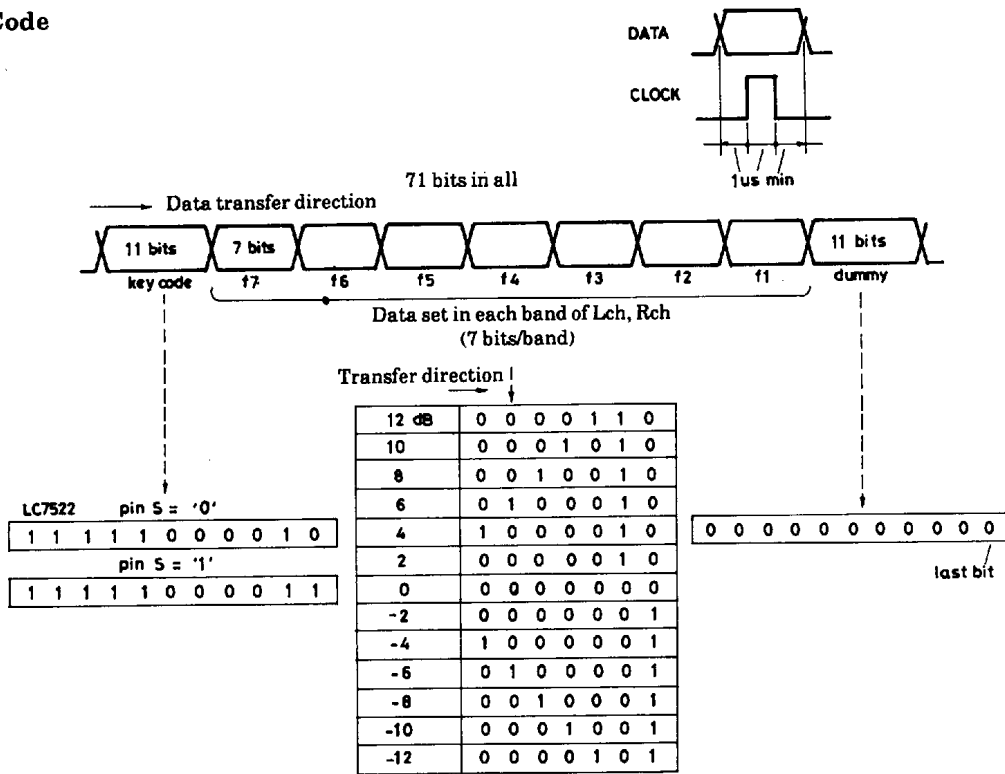 Code
DATA
CLOCK
1us min
71 bits in all
Data transfer direction
11 bits 7 bits 11 bits
key code f7 f6 f5 f4 f3 f2 f1 dummy
Data set in each band of Lch, Rch
(7 bits/band)
Transfer direction
12 dB 0 0 0 0 1 1 0
10 0 0 0 1 0 1 0
8 0 0 1 0 0 1 0
6 0 1 0 0 0 1 0
4 1 0 0 0 0 1 0
2 0 0 0 0 0 1 0
0 0 0 0 0 0 0 0
-2 0 0 0 0 0 0 1
-4 1 0 0 0 0 0 1
-6 0 1 0 0 0 0 1
-8 0 0 1 0 0 0 1
-10 0 0 0 1 0 0 1
-12 0 0 0 0 1 0 1
LC7522 pin S = '0'
1 1 1 1 1 0 0 0 0 1 0
pin S = '1'
1 1 1 1 1 0 0 0 0 1 1
0 0 0 0 0 0 0 0 0 0 0
last bit